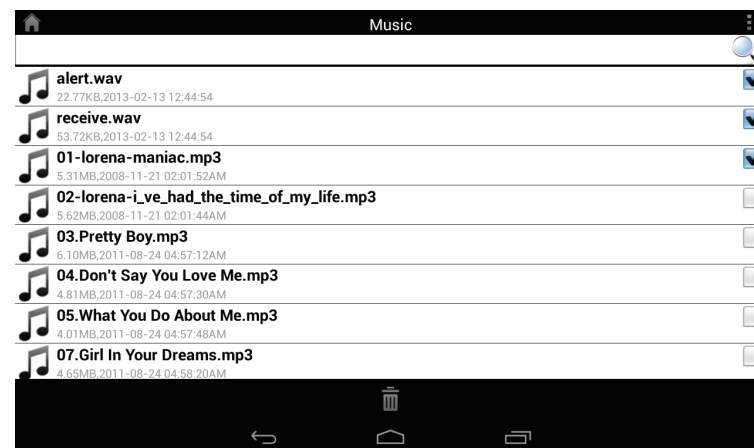 Music
alert.wav
22.77KB,2013-02-13 12:44:54
receive.wav
53.72KB,2013-02-13 12:44:54
01-lorena-maniac.mp3
5.31MB,2008-11-21 02:01:52AM
02-lorena-i_ve_had_the_time_of_my_life.mp3
5.62MB,2008-11-21 02:01:44AM
03.Pretty Boy.mp3
6.10MB,2011-08-24 04:57:12AM
04.Don't Say You Love Me.mp3
4.81MB,2011-08-24 04:57:30AM
05.What You Do About Me.mp3
4.01MB,2011-08-24 04:57:48AM
07.Girl In Your Dreams.mp3
4.65MB,2011-08-24 04:58:20AM